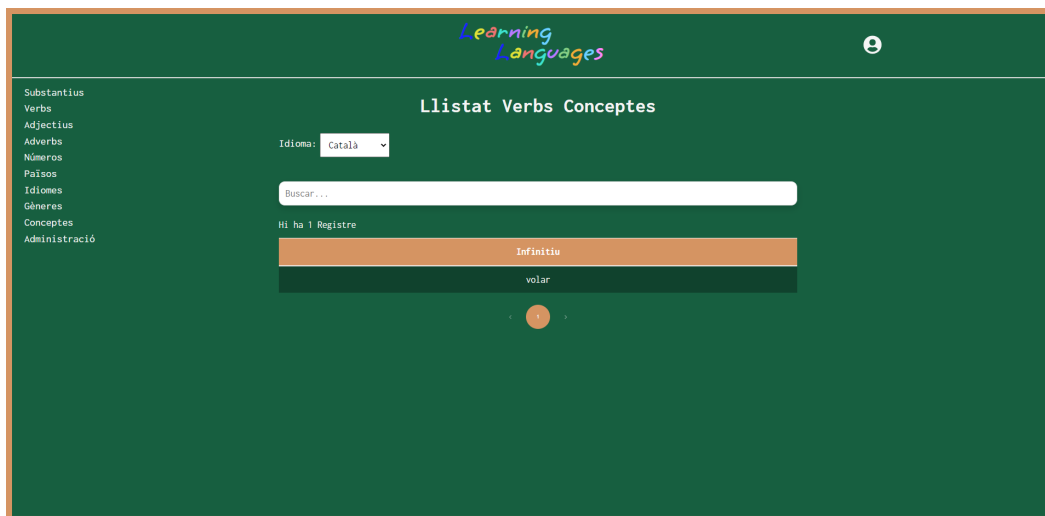 Learning
Languages
Substantius
Verbs
Adjectius
Adverbs
Números
Països
Idiomes
Gèneres
Conceptes
Administració
Llistat Verbs Conceptes
Idioma: Català
Buscar...
Hi ha 1 Registre
Infinitiu
volar
‹ 1 ›